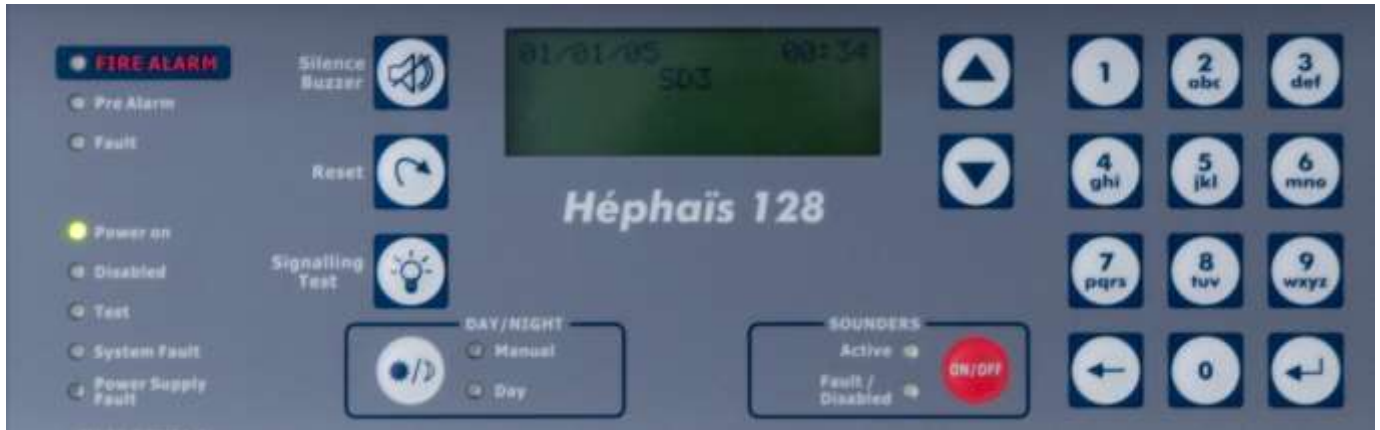 FIRE ALARM
Pre Alarm
Fault
Power on
Disabled
Test
System Fault
Power Supply
Fault
Silence
Buzzer
Reset
Signalling
Test
01/01/05 00:34
SD3
Héphaïs 128
DAY/NIGHT
Manual
Day
SOUNDERS
Active
Fault /
Disabled
ON/OFF
1
2
abc
3
def
4
ghi
5
jkl
6
mno
7
pqrs
8
tuv
9
wxyz
0